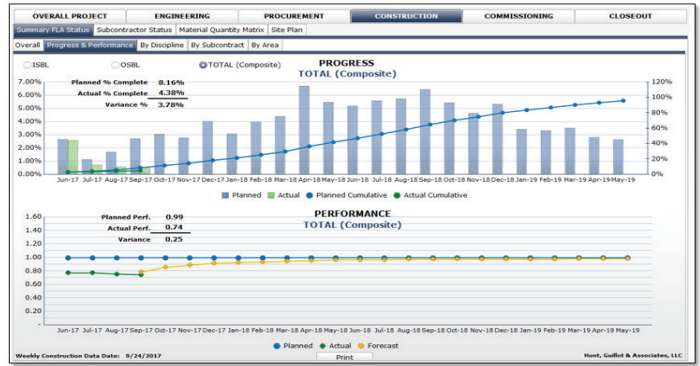 OVERALL PROJECT ENGINEERING PROCUREMENT CONSTRUCTION COMMISSIONING CLOSEOUT
Summary FLA Status Subcontractor Status Material Quantity Matrix Site Plan
Overall Progress & Performance By Discipline By Subcontract By Area
ISBL OSBL TOTAL (Composite)
PROGRESS
TOTAL (Composite)
Planned % Complete 8.16%
Actual % Complete 4.38%
Variance % 3.78%
7.00% 120%
6.00% 100%
5.00% 80%
4.00%
3.00% 60%
2.00% 40%
1.00% 20%
0.00% 0%
Jun-17 Jul-17 Aug-17 Sep-17 Oct-17 Nov-17 Dec-17 Jan-18 Feb-18 Mar-18 Apr-18 May-18 Jun-18 Jul-18 Aug-18 Sep-18 Oct-18 Nov-18 Dec-18 Jan-19 Feb-19 Mar-19 Apr-19 May-19
Planned Actual Planned Cumulative Actual Cumulative
PERFORMANCE
TOTAL (Composite)
Planned Perf. 0.99
Actual Perf. 0.74
Variance 0.25
1.60
1.40
1.20
1.00
0.80
0.60
0.40
0.20
-
Jun-17 Jul-17 Aug-17 Sep-17 Oct-17 Nov-17 Dec-17 Jan-18 Feb-18 Mar-18 Apr-18 May-18 Jun-18 Jul-18 Aug-18 Sep-18 Oct-18 Nov-18 Dec-18 Jan-19 Feb-19 Mar-19 Apr-19 May-19
Planned Actual Forecast
Weekly Construction Data Date: 9/24/2017 Print Hunt, Guillot & Associates, LLC